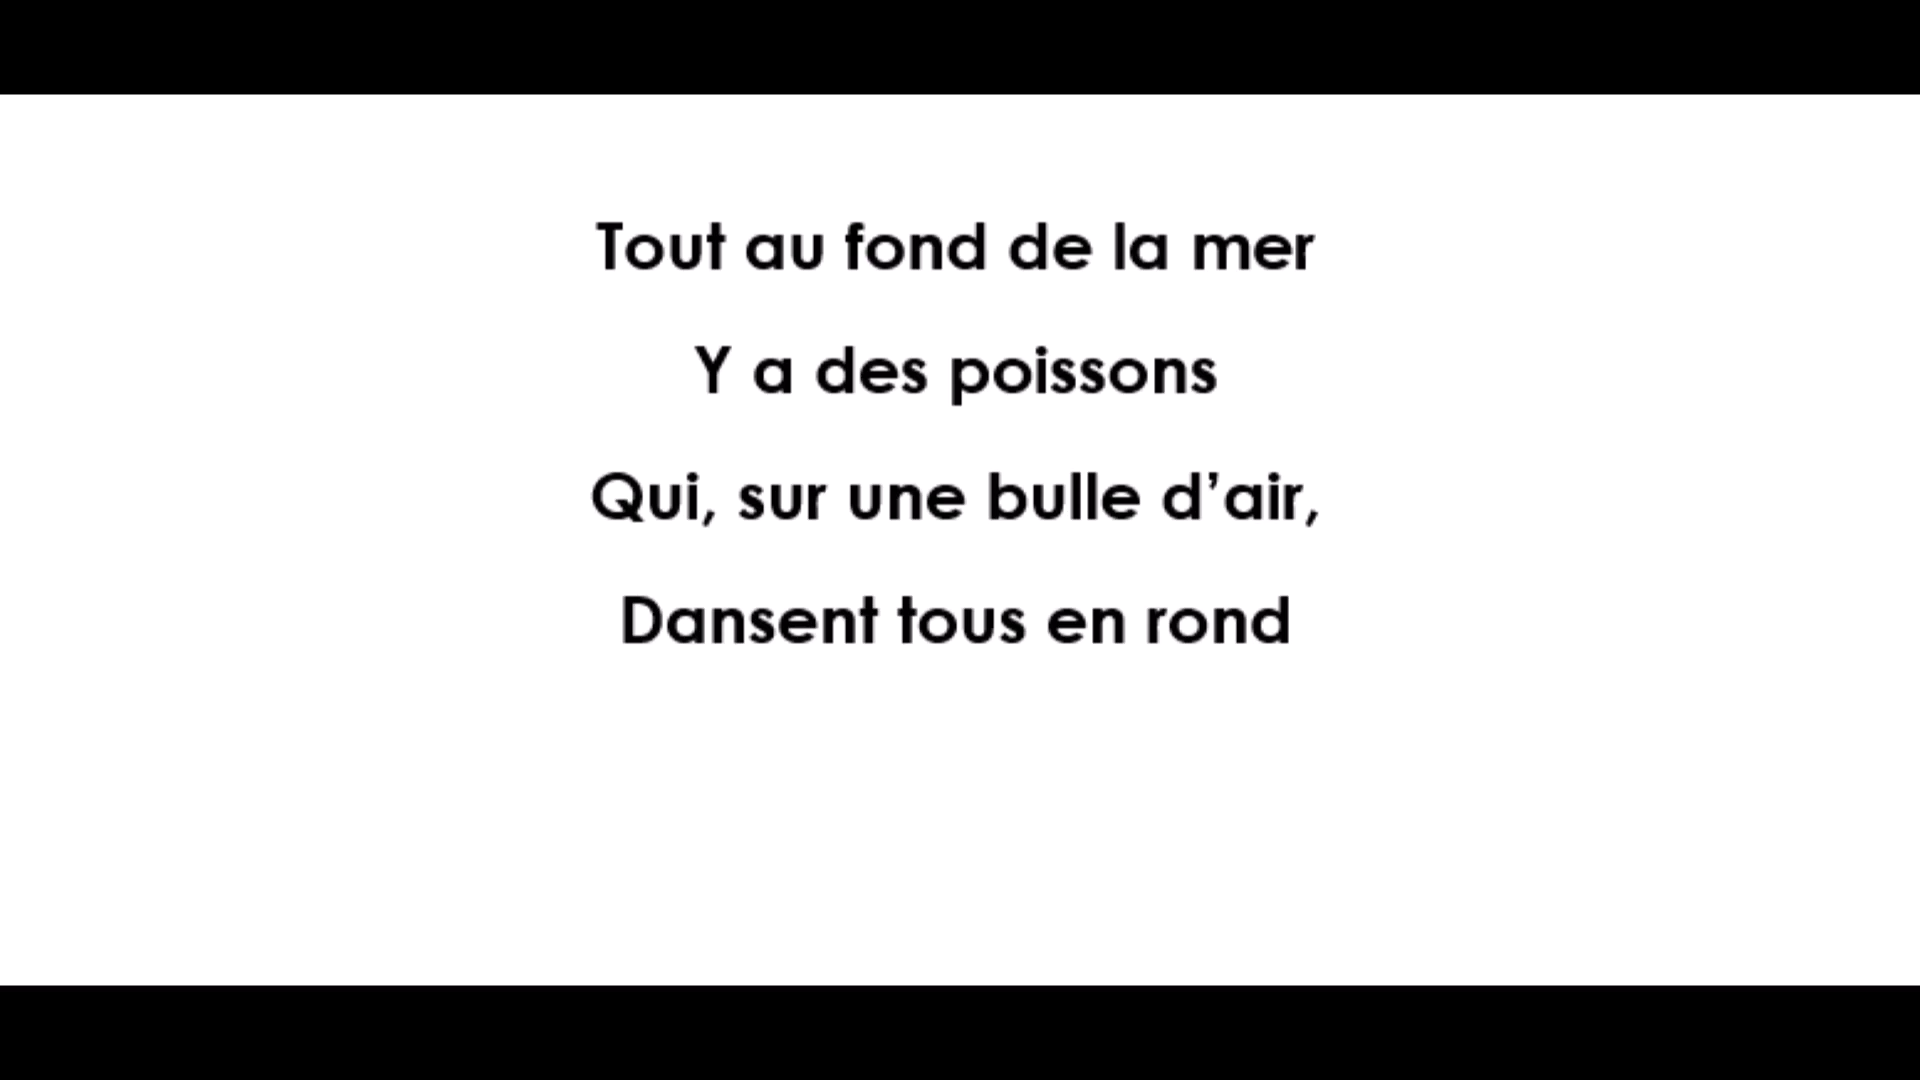 Tout au fond de la mer
Y a des poissons
Qui, sur une bulle d’air,
Dansent tous en rond